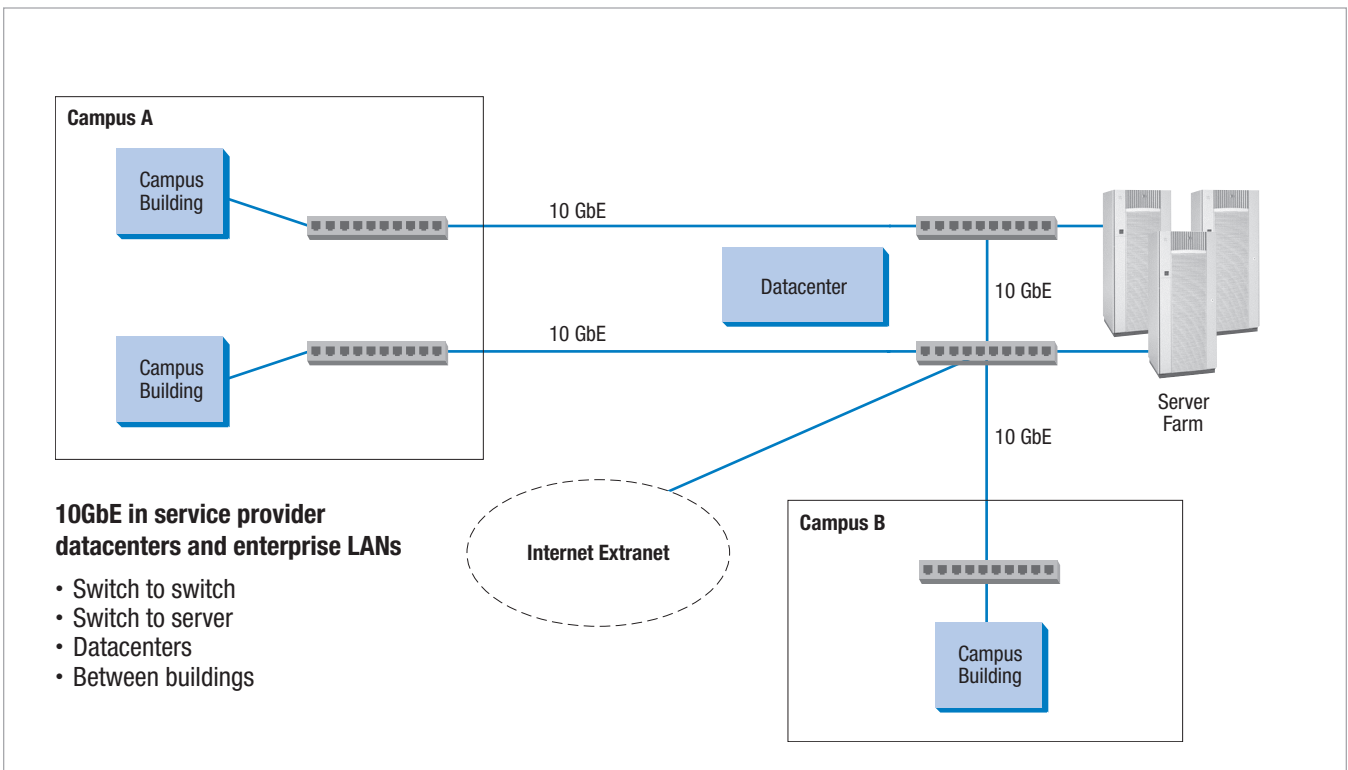 Campus A
Campus
Building
10 GbE
Datacenter
10 GbE
Campus
Building
10 GbE
Server
Farm
10 GbE
10GbE in service provider
datacenters and enterprise LANs
• Switch to switch
• Switch to server
• Datacenters
• Between buildings
Internet Extranet
Campus B
Campus
Building